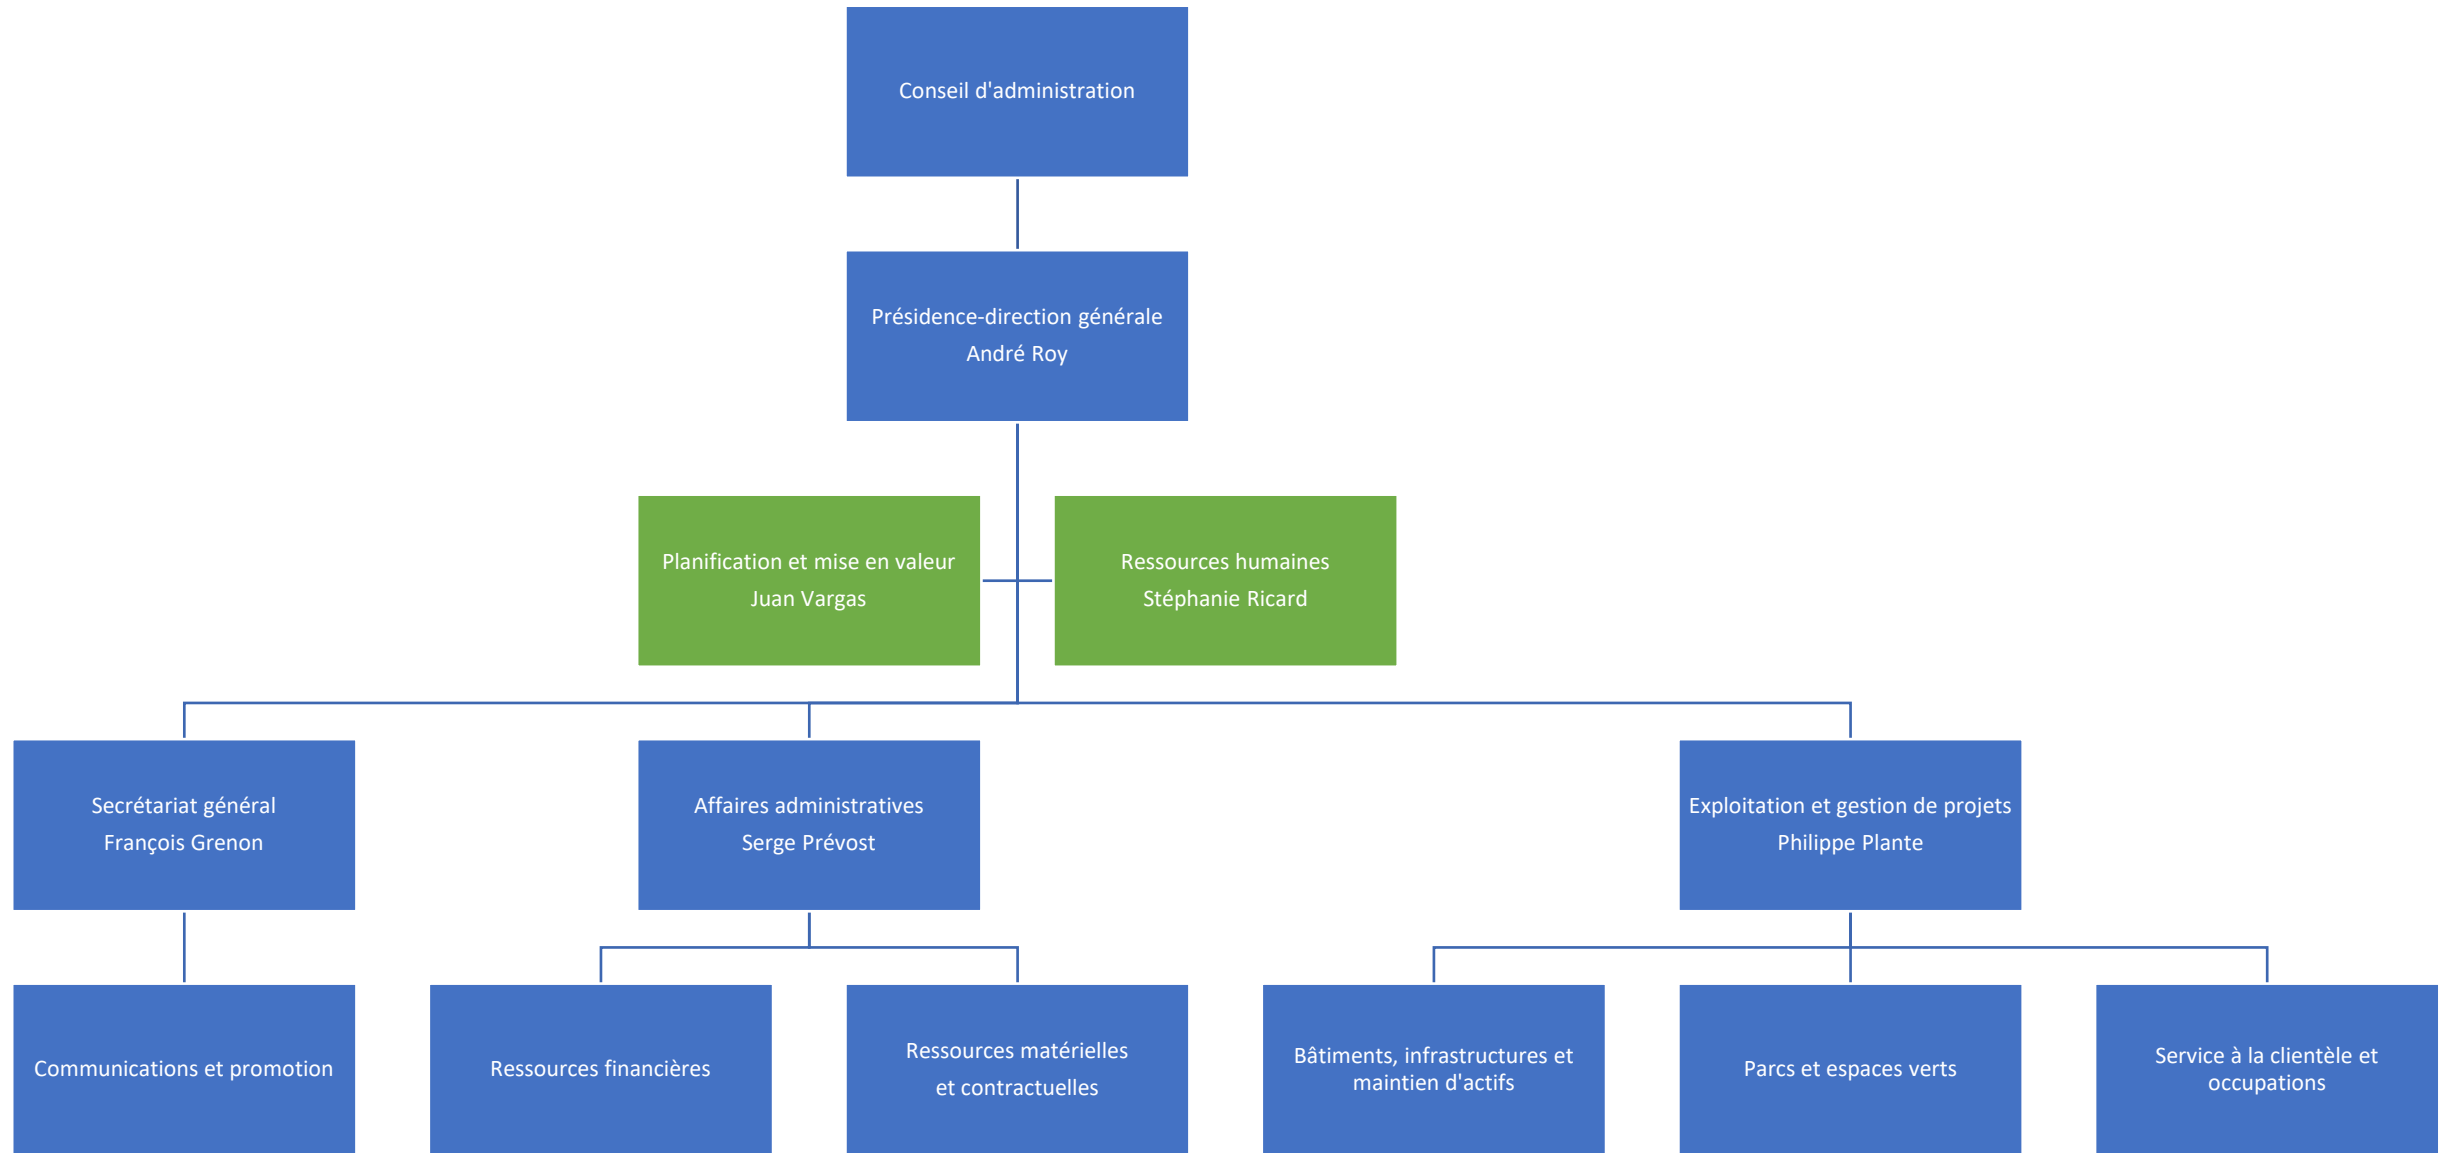 Conseil d'administration
Présidence-direction générale
André Roy
Planification et mise en valeur
Juan Vargas
Ressources humaines
Stéphanie Ricard
Secrétariat général
François Grenon
Affaires administratives
Serge Prévost
Exploitation et gestion de projets
Philippe Plante
Communications et promotion
Ressources financières
Ressources matérielles
et contractuelles
Bâtiments, infrastructures et
maintien d'actifs
Parcs et espaces verts
Service à la clientèle et
occupations